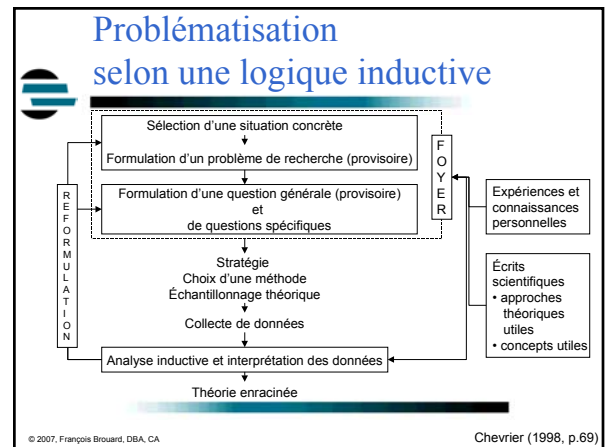 Problématisation
selon une logique inductive
Sélection d'une situation concrète
Formulation d'un problème de recherche (provisoire)
Formulation d'une question générale (provisoire)
et
de questions spécifiques
FOYER
REFORMULATION
Expériences et
connaissances
personnelles
Stratégie
Choix d'une méthode
Échantillonnage théorique
Écrits
scientifiques
• approches
théoriques
utiles
• concepts utiles
Collecte de données
Analyse inductive et interprétation des données
Théorie enracinée
© 2007, François Brouard, DBA, CA
Chevrier (1998, p.69)